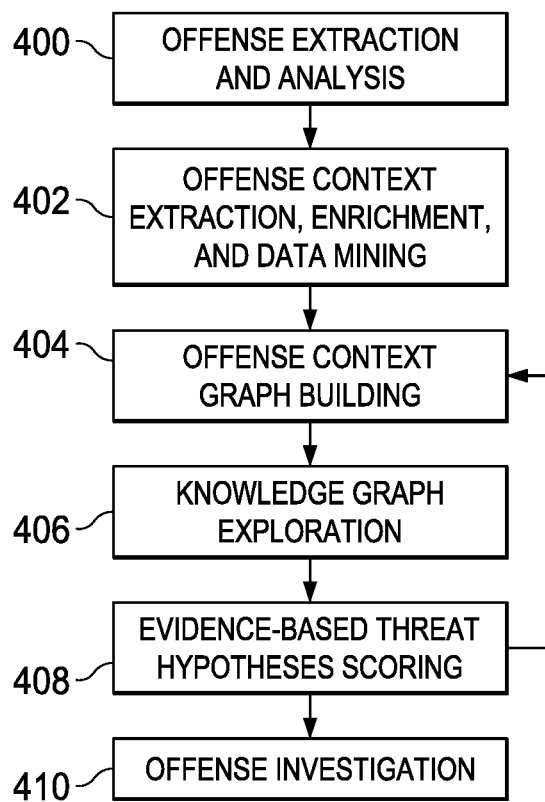 400
OFFENSE EXTRACTION
AND ANALYSIS
402
OFFENSE CONTEXT
EXTRACTION, ENRICHMENT,
AND DATA MINING
404
OFFENSE CONTEXT
GRAPH BUILDING
406
KNOWLEDGE GRAPH
EXPLORATION
408
EVIDENCE-BASED THREAT
HYPOTHESES SCORING
410
OFFENSE INVESTIGATION